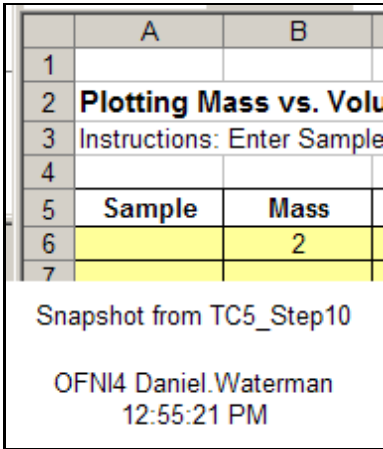 A B
1
2 Plotting Mass vs. Volu
3 Instructions: Enter Sample
4
5 Sample Mass
6 2
7
Snapshot from TC5_Step10
OFNI4 Daniel.Waterman
12:55:21 PM